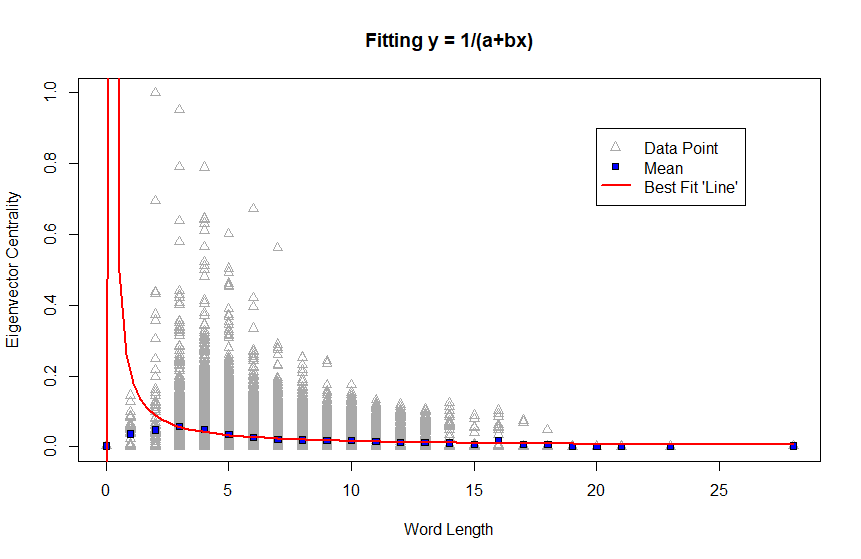 Fitting y = 1/(a+bx)
Eigenvector Centrality
1.0
0.8
0.6
0.4
0.2
0.0
Data Point
Mean
Best Fit 'Line'
0 5 10 15 20 25
Word Length